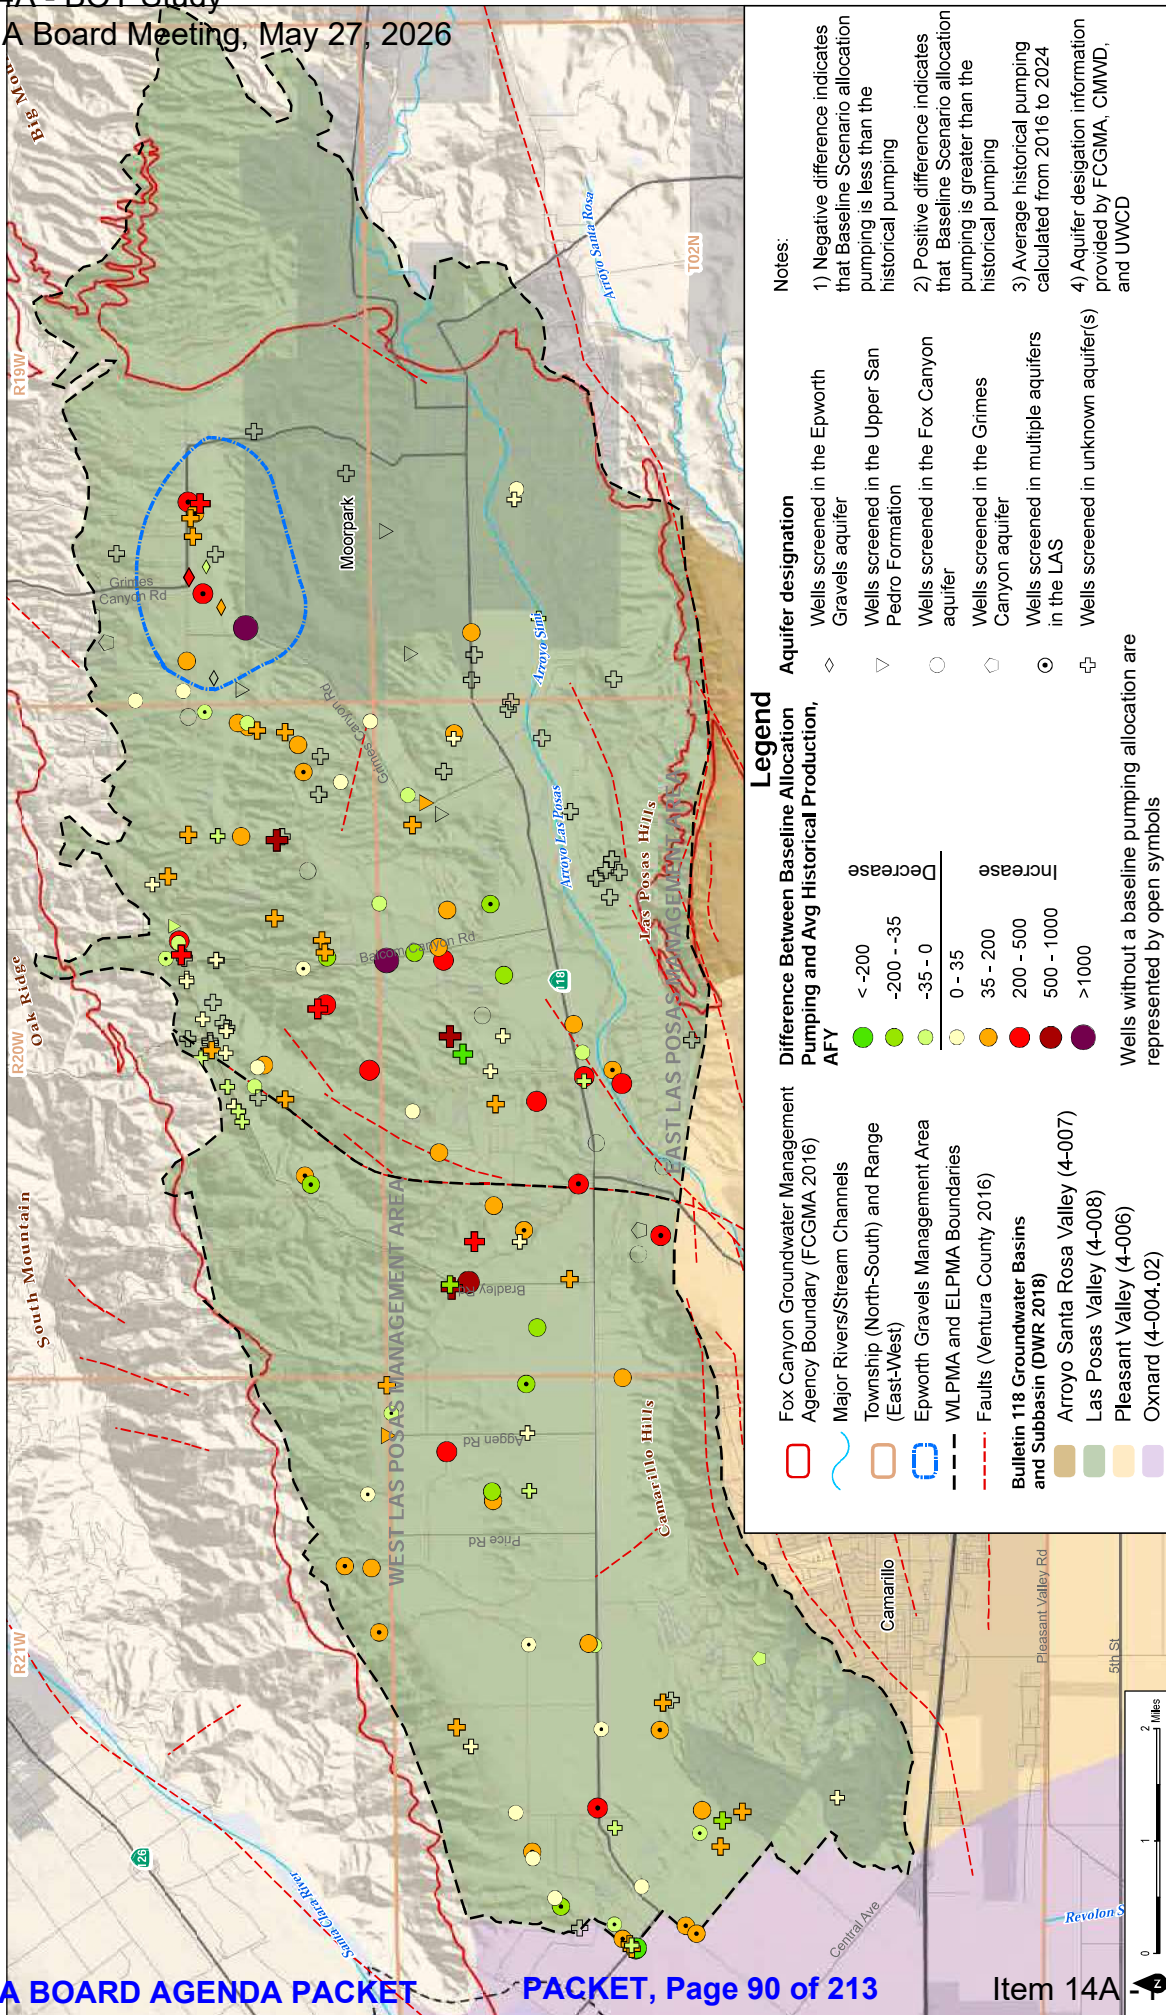 4A - BOY Study
A Board Meeting, May 27, 2026
Big Mou
R19W
Oak Ridge
R20W
South Mountain
R21W
T02N
Arroyo Santa Rosa
Grimes
Canyon Rd
Moorpark
Arroyo Simi
Grimes Canyon Rd
Arroyo Las Posas
Las Posas Hills
Balcom Canyon Rd
118
EAST LAS POSAS MANAGEMENT AREA
WEST LAS POSAS MANAGEMENT AREA
Bradley Rd
Aggen Rd
Price Rd
Camarillo Hills
Camarillo
Pleasant Valley Rd
5th St
126
Santa Clara River
Central Ave
Revolon S
0 1 2 Miles
Z
Legend
Fox Canyon Groundwater Management
Agency Boundary (FCGMA 2016)
Major Rivers/Stream Channels
Township (North-South) and Range
(East-West)
Epworth Gravels Management Area
WLPMA and ELPMA Boundaries
Faults (Ventura County 2016)
Bulletin 118 Groundwater Basins
and Subbasin (DWR 2018)
Arroyo Santa Rosa Valley (4-007)
Las Posas Valley (4-008)
Pleasant Valley (4-006)
Oxnard (4-004.02)
Difference Between Baseline Allocation
Pumping and Avg Historical Production,
AFY
< -200
-200 - -35
-35 - 0
0 - 35
35 - 200
200 - 500
500 - 1000
>1000
Decrease
Increase
Wells without a baseline pumping allocation are
represented by open symbols
Aquifer designation
Wells screened in the Epworth
Gravels aquifer
Wells screened in the Upper San
Pedro Formation
Wells screened in the Fox Canyon
aquifer
Wells screened in the Grimes
Canyon aquifer
Wells screened in multiple aquifers
in the LAS
Wells screened in unknown aquifer(s)
Notes:
1) Negative difference indicates
that Baseline Scenario allocation
pumping is less than the
historical pumping
2) Positive difference indicates
that Baseline Scenario allocation
pumping is greater than the
historical pumping
3) Average historical pumping
calculated from 2016 to 2024
4) Aquifer desigation information
provided by FCGMA, CMWD,
and UWCD
A BOARD AGENDA PACKET
PACKET, Page 90 of 213
Item 14A -